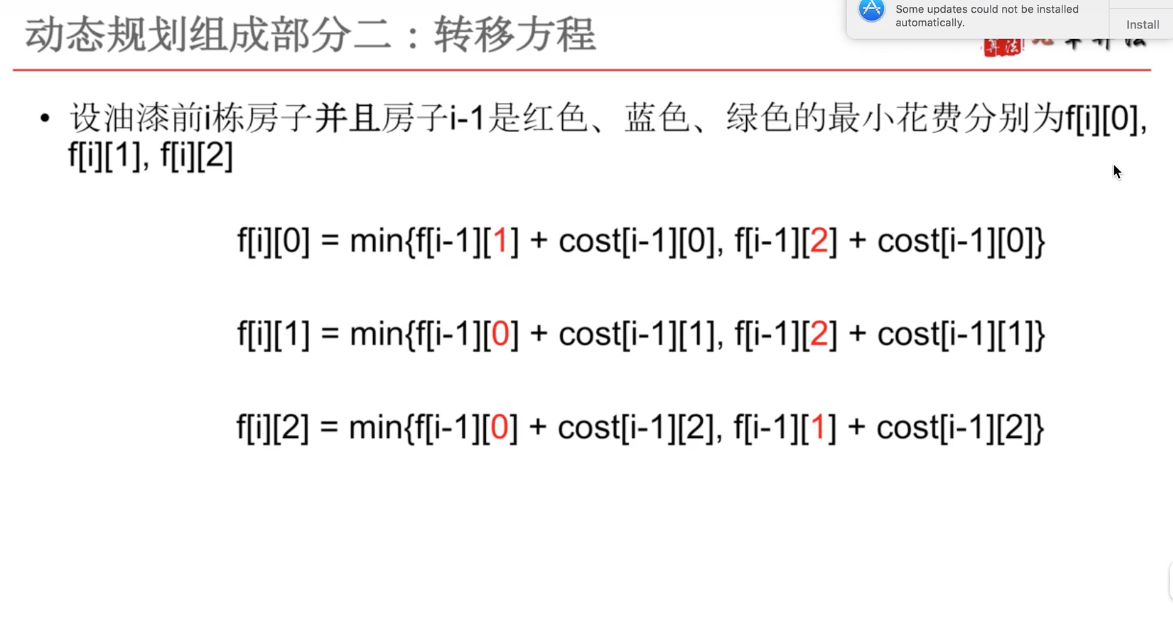 动态规划组成部分二：转移方程
Some updates could not be installed
automatically.
Install
算法
• 设油漆前i栋房子并且房子i-1是红色、蓝色、绿色的最小花费分别为f[i][0],
f[i][1], f[i][2]
f[i][0] = min{f[i-1][1] + cost[i-1][0], f[i-1][2] + cost[i-1][0]}
f[i][1] = min{f[i-1][0] + cost[i-1][1], f[i-1][2] + cost[i-1][1]}
f[i][2] = min{f[i-1][0] + cost[i-1][2], f[i-1][1] + cost[i-1][2]}